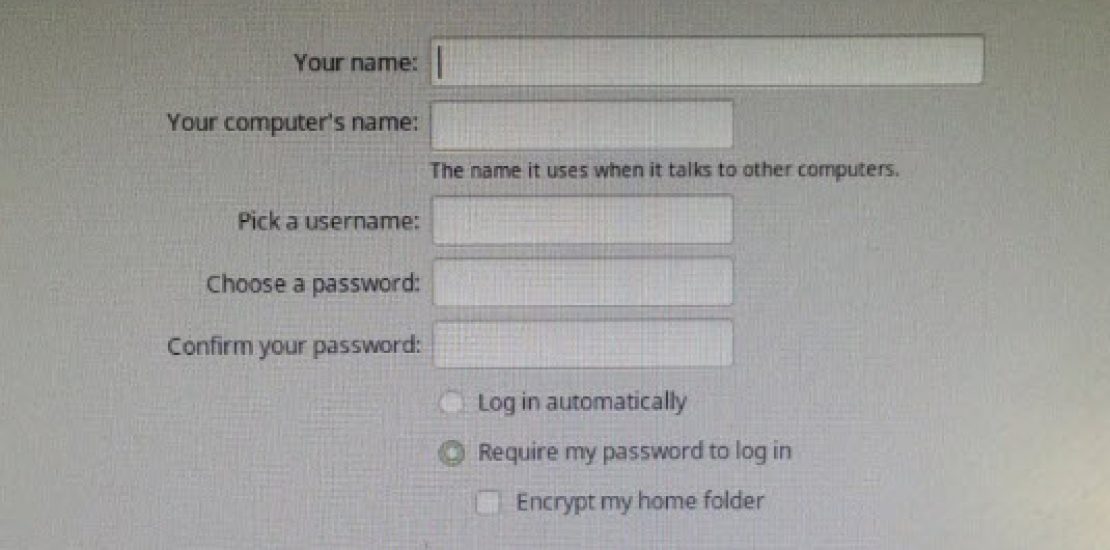 Your name:
Your computer's name:
The name it uses when it talks to other computers.
Pick a username:
Choose a password:
Confirm your password:
Log in automatically
Require my password to log in
Encrypt my home folder